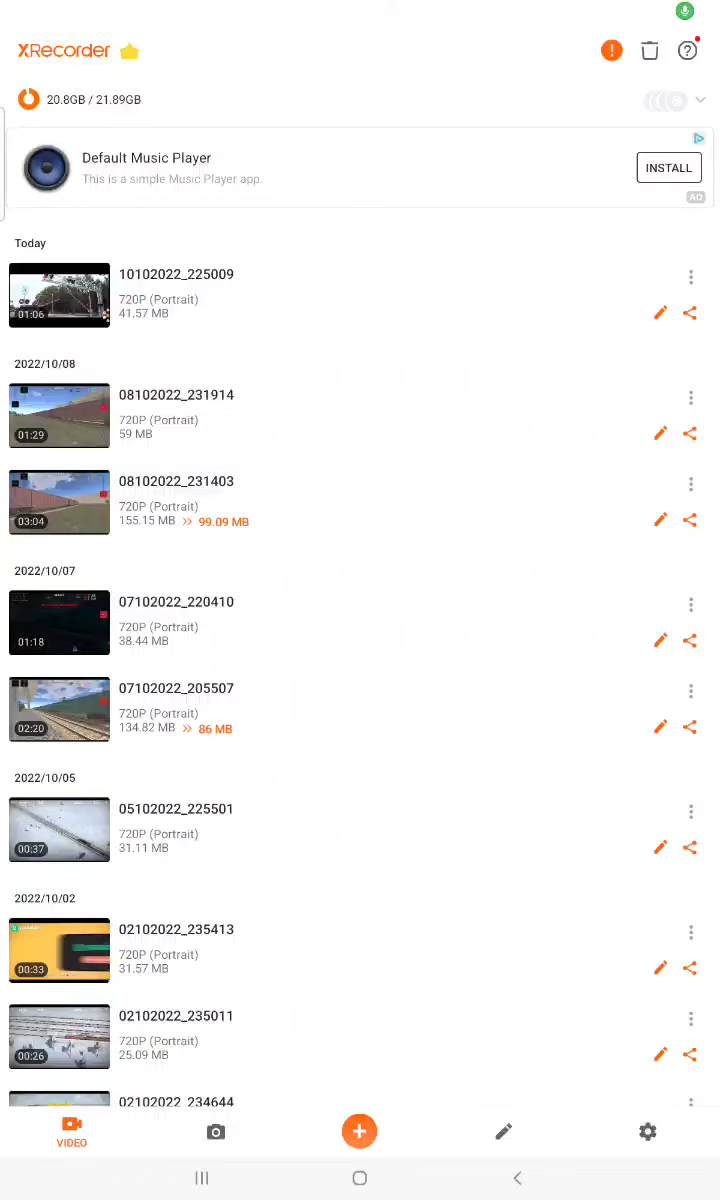 XRecorder
20.8GB / 21.89GB
Default Music Player
This is a simple Music Player app.
INSTALL
AD
Today
10102022_225009
720P (Portrait)
41.57 MB
01:06
2022/10/08
08102022_231914
720P (Portrait)
59 MB
01:29
08102022_231403
720P (Portrait)
155.15 MB >> 99.09 MB
03:04
2022/10/07
07102022_220410
720P (Portrait)
38.44 MB
01:18
07102022_205507
720P (Portrait)
134.82 MB >> 86 MB
02:20
2022/10/05
05102022_225501
720P (Portrait)
31.11 MB
00:37
2022/10/02
02102022_235413
720P (Portrait)
31.57 MB
00:33
02102022_235011
720P (Portrait)
25.09 MB
00:26
02102022_234644
VIDEO